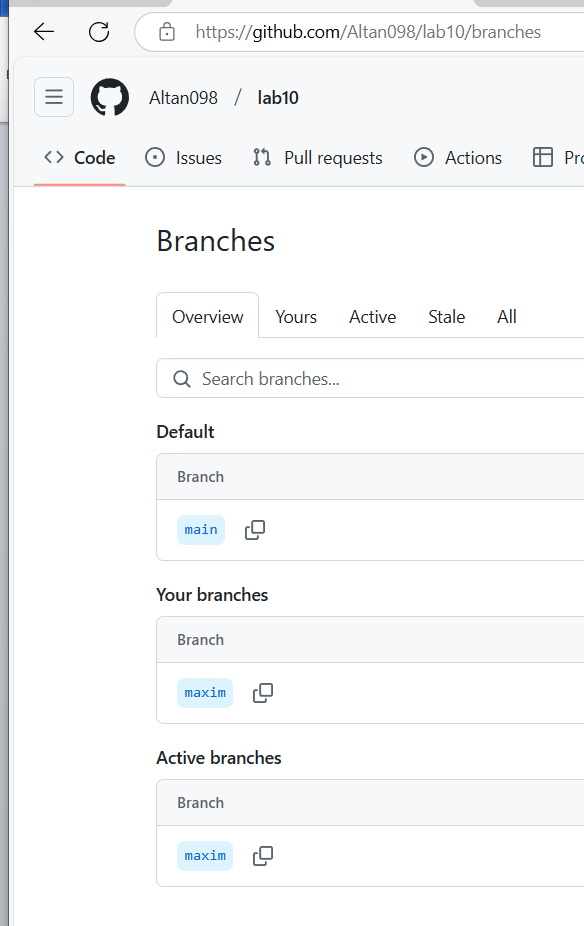 https://github.com/Altan098/lab10/branches
Altan098 / lab10
Code Issues Pull requests Actions
Branches
Overview Yours Active Stale All
Search branches...
Default
Branch
main
Your branches
Branch
maxim
Active branches
Branch
maxim